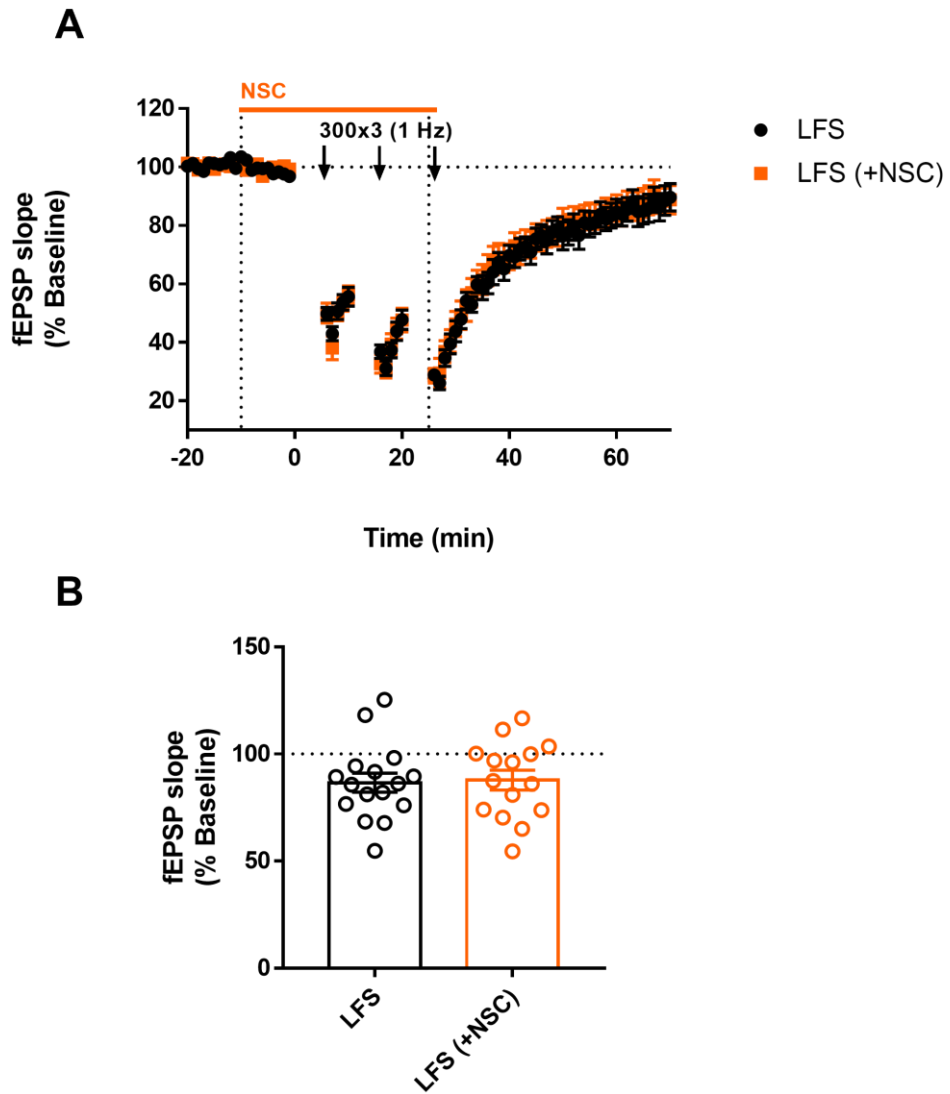 A
NSC
300x3 (1 Hz)
120
100
80
60
40
20
-20 0 20 40 60
fEPSP slope
(% Baseline)
Time (min)
LFS
LFS (+NSC)
B
150
100
50
0
fEPSP slope
(% Baseline)
LFS
LFS (+NSC)